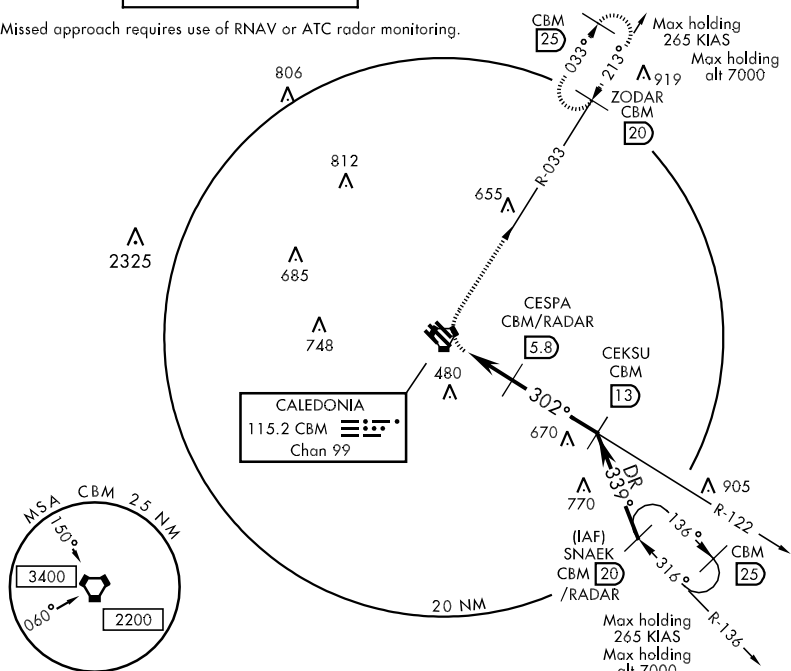 Missed approach requires use of RNAV or ATC radar monitoring.
CBM
25
033°
213°
Max holding
265 KIAS
Max holding
alt 7000
919
ZODAR
CBM
20
806
812
R-033
655
2325
685
748
CESPA
CBM/RADAR
5.8
CEKSU
CBM
13
480
302°
CALEDONIA
115.2 CBM
Chan 99
670
DR
339°
770
905
R-122
136°
(IAF)
SNAEK
CBM 20
/RADAR
316°
CBM
25
MSA CBM 25 NM
150°
3400
060°
2200
20 NM
Max holding
265 KIAS
Max holding
alt 7000
R-136